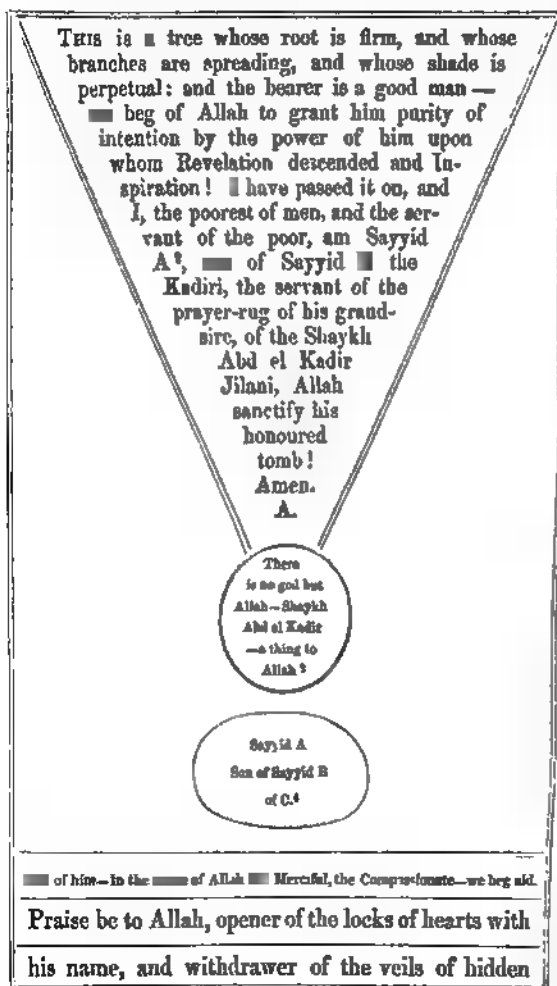 THIS is tree whose root is firm, and whose
branches are spreading, and whose shade is
perpetual: and the bearer is a good man —
beg of Allah to grant him purity of
intention by the power of him upon
whom Revelation descended and In-
spiration! have passed it on, and
I, the poorest of men, and the ser-
vant of the poor, am Sayyid
A², of Sayyid the
Kadiri, the servant of the
prayer-rug of his grand-
sire, of the Shaykh
Abd el Kadir
Jilani, Allah
sanctify his
honoured
tomb!
Amen.
A.
There
is no god but
Allah—Shaykh
Abd el Kadir
—a thing to
Allah³
Sayyid A
Son of Sayyid B
of C.⁴
of him—in the of Allah Merciful, the Compassionate—we beg aid.
Praise be to Allah, opener of the locks of hearts with
his name, and withdrawer of the veils of hidden